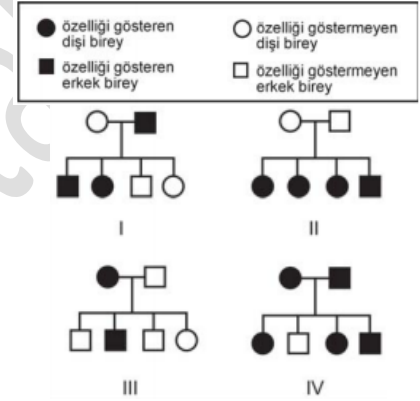 özelliği gösteren
dişi birey
özelliği göstermeyen
dişi birey
özelliği gösteren
erkek birey
özelliği göstermeyen
erkek birey
I
II
III
IV